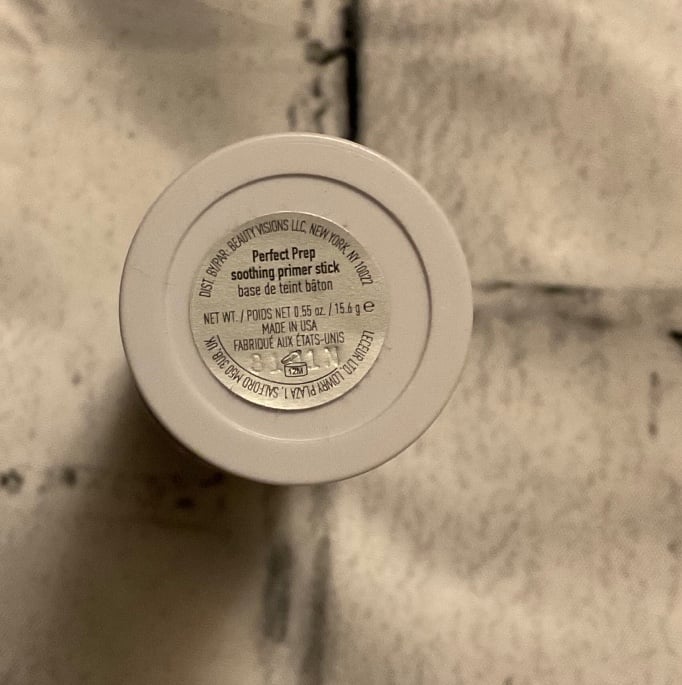 DIST. BY/PAR: BEAUTY VISIONS LLC, NEW YORK, NY 10022
Perfect Prep
soothing primer stick
base de teint bâton
NET WT. / POIDS NET 0.55 oz. / 15.6 g ℮
MADE IN USA
FABRIQUÉ AUX ÉTATS-UNIS
12M
LECEUR LTD, LOWRY PLAZA 1, SALFORD M50 3UB, UK